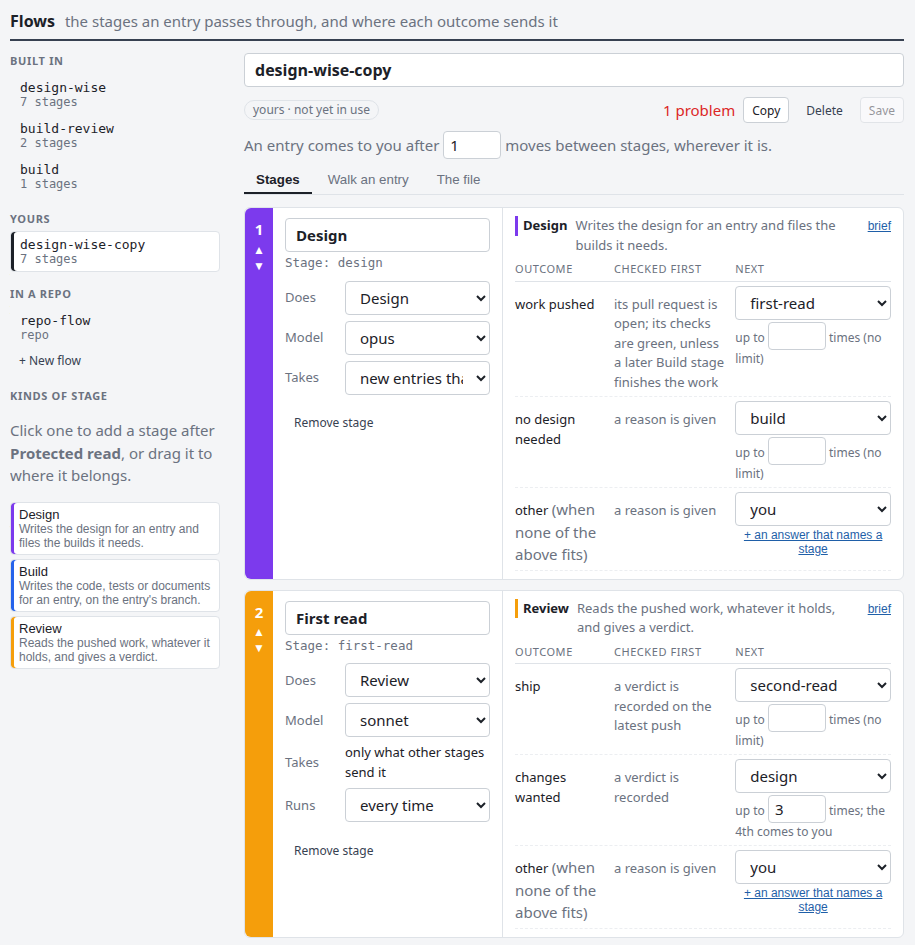 Flows the stages an entry passes through, and where each outcome sends it
BUILT IN
design-wise
7 stages
build-review
2 stages
build
1 stages
YOURS
design-wise-copy
7 stages
IN A REPO
repo-flow
repo
+ New flow
KINDS OF STAGE
Click one to add a stage after
Protected read, or drag it to
where it belongs.
Design
Writes the design for an entry and
files the builds it needs.
Build
Writes the code, tests or documents
for an entry, on the entry's branch.
Review
Reads the pushed work, whatever it
holds, and gives a verdict.
design-wise-copy
yours · not yet in use
1 problem
Copy
Delete
Save
An entry comes to you after 1 moves between stages, wherever it is.
Stages
Walk an entry
The file
1
▲
▼
Design
Stage: design
Does Design
Model opus
Takes new entries tha
Remove stage
Design Writes the design for an entry and files the
builds it needs.
brief
OUTCOME CHECKED FIRST NEXT
work pushed
its pull request is
open; its checks
are green, unless
a later Build stage
finishes the work
first-read
up to times (no
limit)
no design
needed
a reason is given
build
up to times (no
limit)
other (when
none of the
above fits)
a reason is given
you
+ an answer that names a
stage
2
▲
▼
First read
Stage: first-read
Does Review
Model sonnet
Takes only what other stages
send it
Runs every time
Remove stage
Review Reads the pushed work, whatever it holds,
and gives a verdict.
brief
OUTCOME CHECKED FIRST NEXT
ship
a verdict is
recorded on the
latest push
second-read
up to times (no
limit)
changes
wanted
a verdict is
recorded
design
up to 3 times; the
4th comes to you
other (when
none of the
above fits)
a reason is given
you
+ an answer that names a
stage